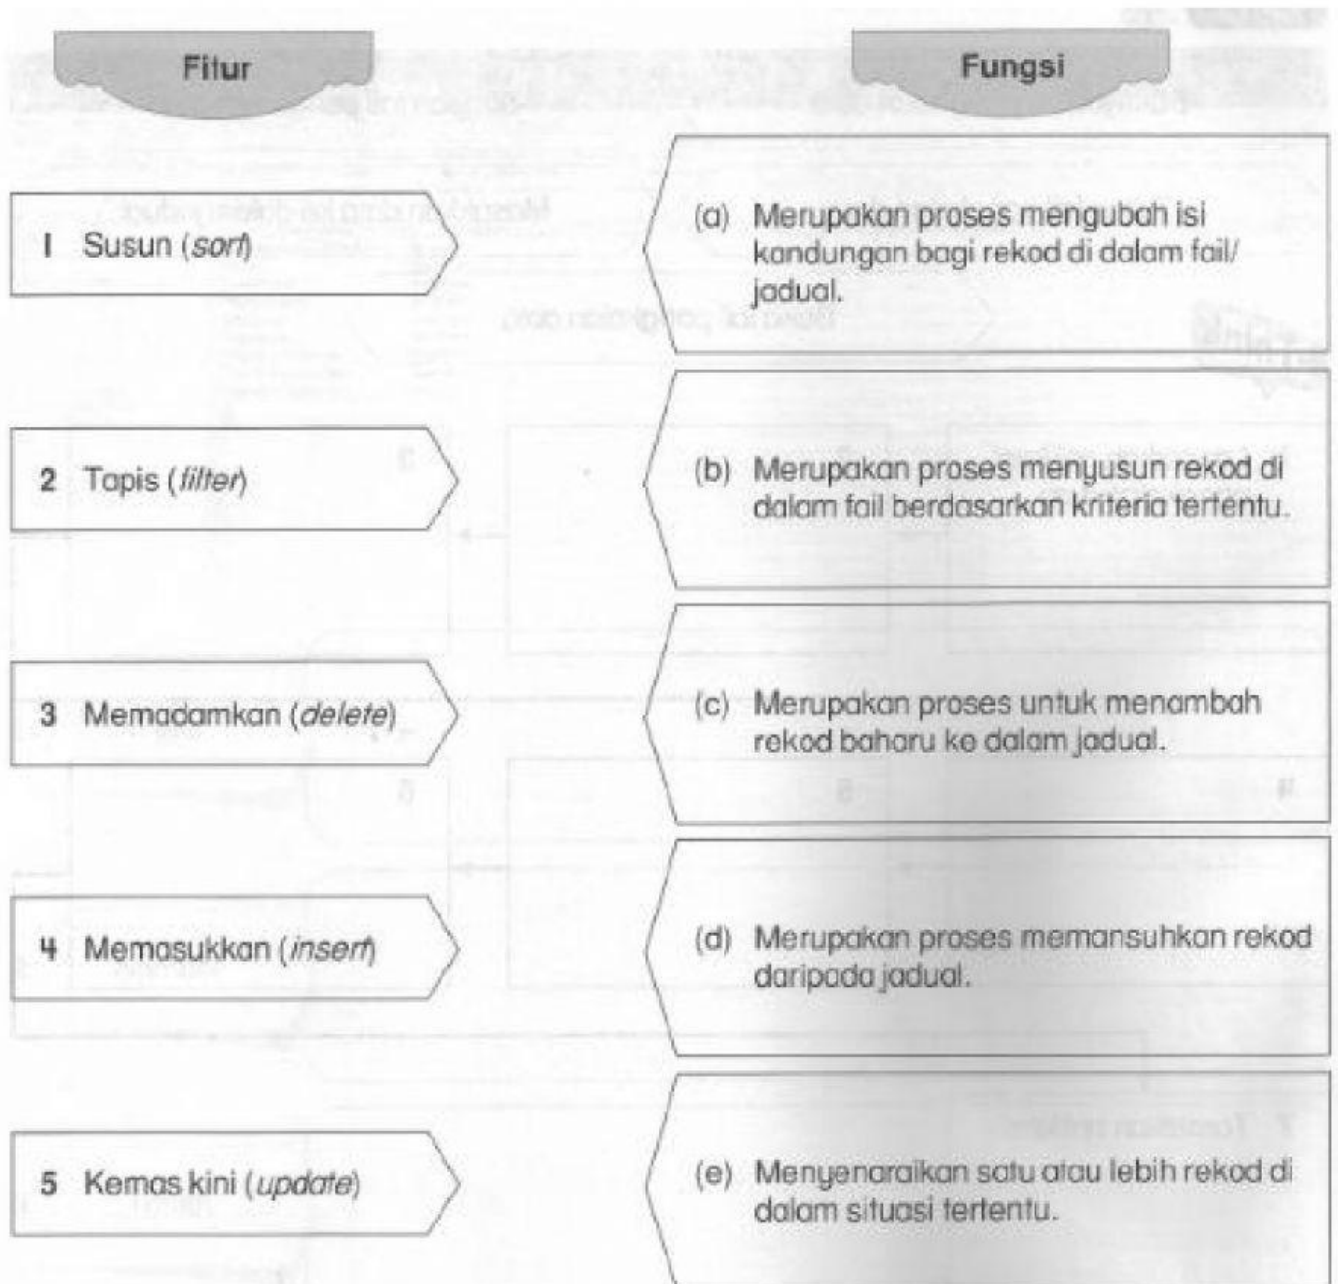 Fitur
Fungsi
1 Susun (sort)
(a) Merupakan proses mengubah isi
kandungan bagi rekod di dalam fail/
jadual.
2 Tapis (filter)
(b) Merupakan proses menyusun rekod di
dalam fail berdasarkan kriteria tertentu.
3 Memadamkan (delete)
(c) Merupakan proses untuk menambah
rekod baharu ke dalam jadual.
4 Memasukkan (insert)
(d) Merupakan proses memansuhkan rekod
daripada jadual.
5 Kemas kini (update)
(e) Menyenaraikan satu atau lebih rekod di
dalam situasi tertentu.